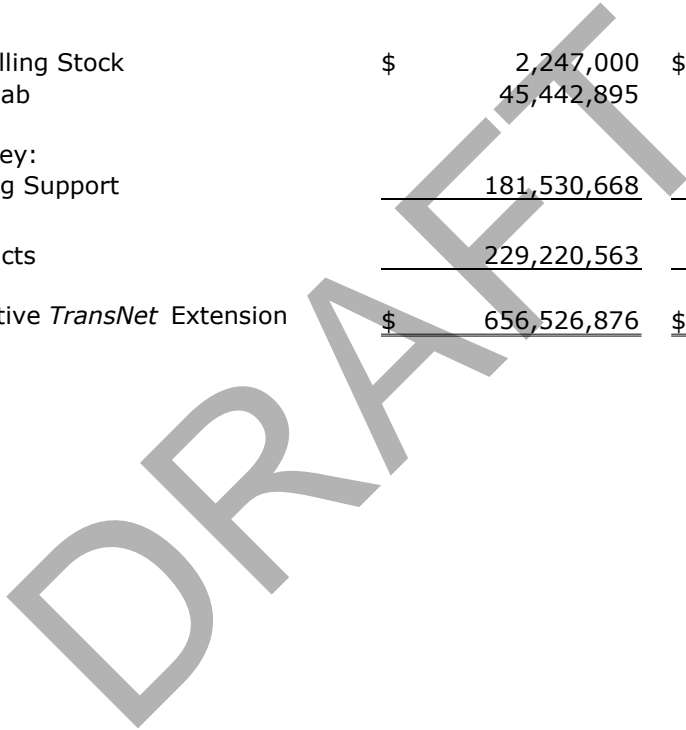 lling Stock $ 2,247,000 $
ab 45,442,895
ey:
g Support 181,530,668
cts 229,220,563
tive TransNet Extension $ 656,526,876 $
DRAFT